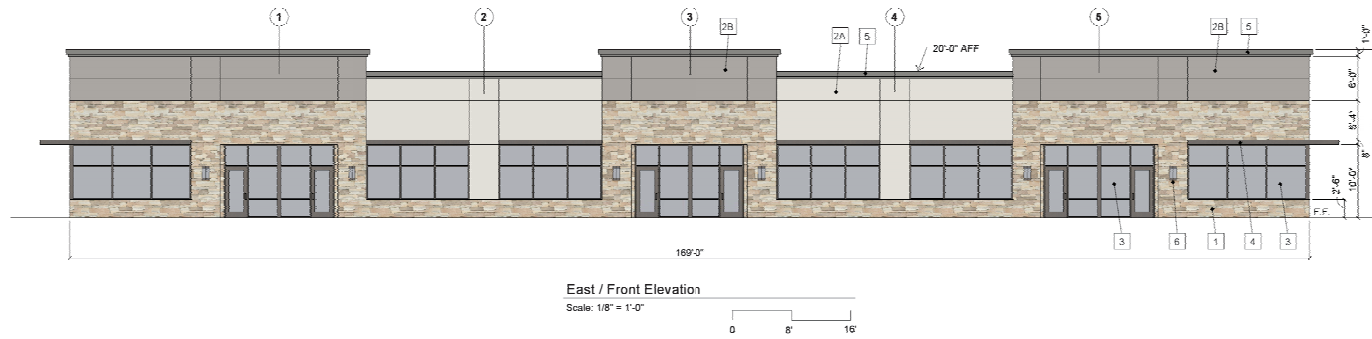 1 2 3 4 5
2B 2A 5 20'-0" AFF 2B 5
1'-0"
6'-0"
5'-4"
8"
10'-0"
2'-6"
F.F.
3 6 1 4 3
169'-0"
East / Front Elevation
Scale: 1/8" = 1'-0"
0 8' 16'